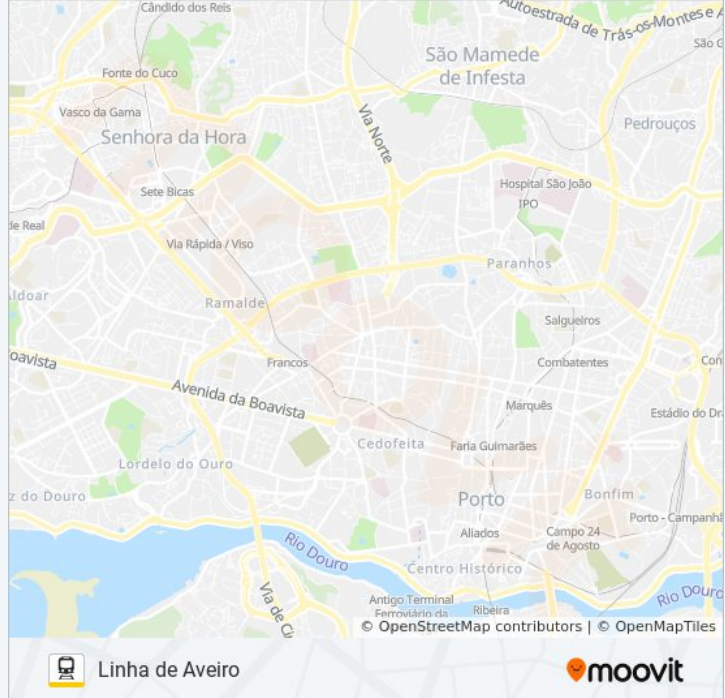 Cândido dos Reis
Autoestrada de Trás-os-Montes e A
São Mamede
de Infesta
São G
Fonte do Cuco
Vasco da Gama
Via Norte
Senhora da Hora
Pedrouços
Sete Bicas
Hospital São João
IPO
de Real
Via Rápida / Viso
Paranhos
ldoar
Ramalde
Salgueiros
oavista
Francos
Combatentes
Con
Avenida da Boavista
Marquês
Estádio do Dr
Cedofeita
Faria Guimarães
Lordelo do Ouro
z do Douro
Porto
Bonfim
Porto - Campanhã
Aliados
Campo 24
de Agosto
Rio Douro
Centro Histórico
Via de Ci
Antigo Terminal
Ferroviário da
Ribeira
Rio Douro
© OpenStreetMap contributors | © OpenMapTiles
Linha de Aveiro
moovit